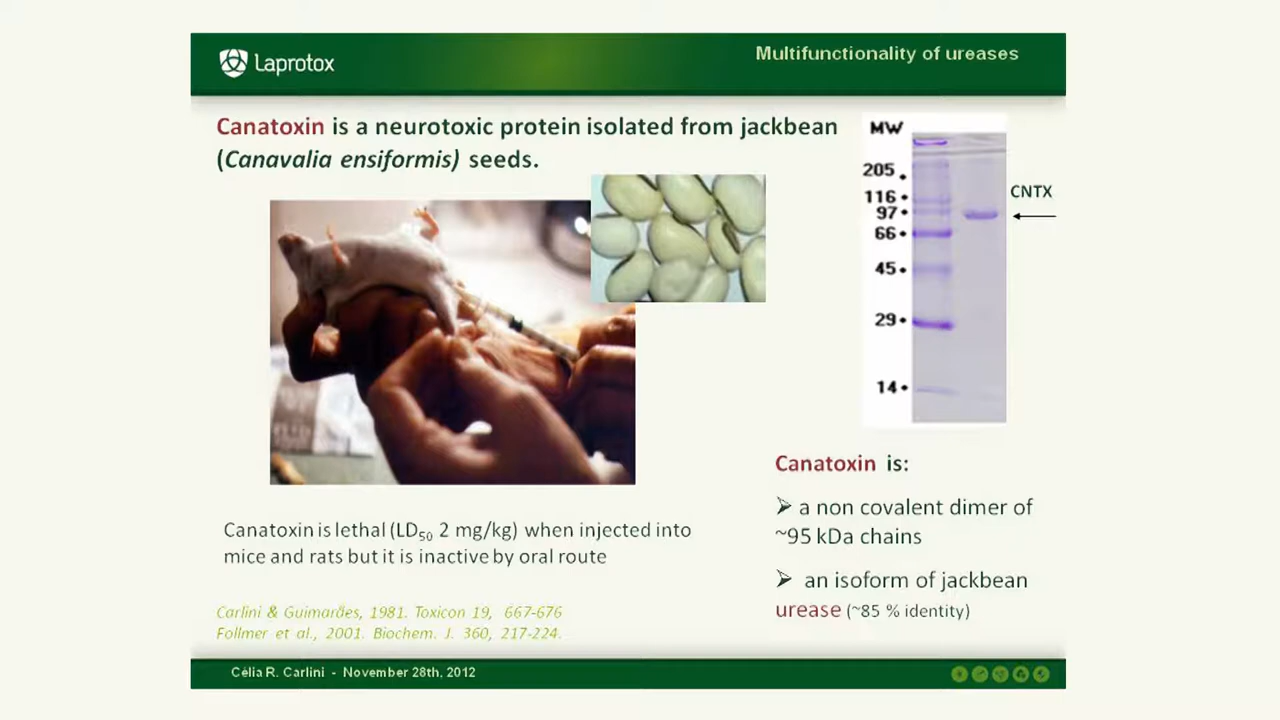 Laprotox
Multifunctionality of ureases
Canatoxin is a neurotoxic protein isolated from jackbean
(Canavalia ensiformis) seeds.
MW
205
116
97
66
45
29
14
CNTX
Canatoxin is lethal (LD50 2 mg/kg) when injected into
mice and rats but it is inactive by oral route
Carlini & Guimarães, 1981. Toxicon 19, 667-676
Follmer et al., 2001. Biochem. J. 360, 217-224.
Canatoxin is:
➢ a non covalent dimer of
~95 kDa chains
➢ an isoform of jackbean
urease (~85 % identity)
Célia R. Carlini - November 28th, 2012